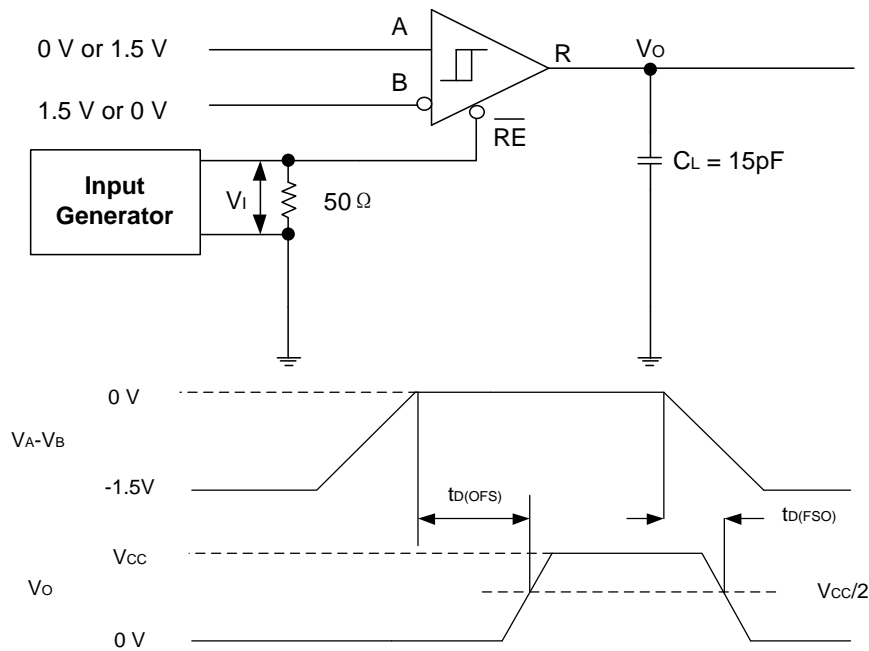 A
0 V or 1.5 V
R
VO
B
1.5 V or 0 V
RE
Input
Generator
VI
50 Ω
CL = 15pF
0 V
VA-VB
-1.5V
tD(OFS)
tD(FSO)
VCC
VO
VCC/2
0 V